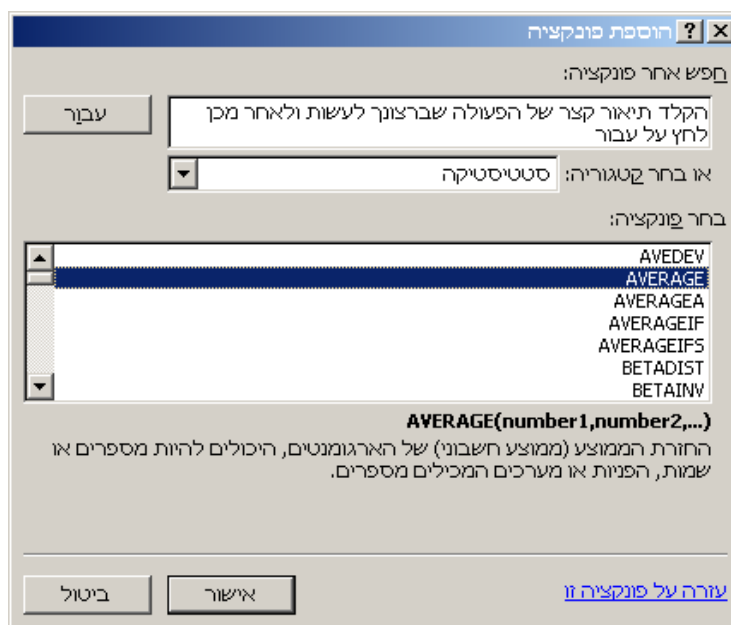 הוספת פונקציה
חפש אחר פונקציה:
הקלד תיאור קצר של הפעולה שברצונך לעשות ולאחר מכן
לחץ על עבור
עבור
או בחר קטגוריה: סטטיסטיקה
בחר פונקציה:
AVEDEV
AVERAGE
AVERAGEA
AVERAGEIF
AVERAGEIFS
BETADIST
BETAINV
AVERAGE(number1,number2,...)
החזרת הממוצע (ממוצע חשבוני) של הארגומנטים, היכולים להיות מספרים או
שמות, הפניות או מערכים המכילים מספרים.
עזרה על פונקציה זו
אישור
ביטול